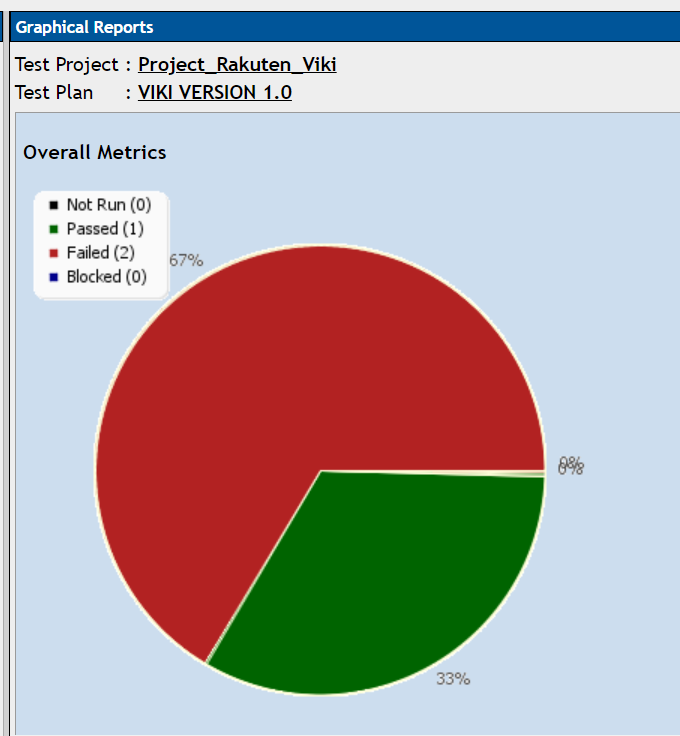 Graphical Reports
Test Project : Project_Rakuten_Viki
Test Plan : VIKI VERSION 1.0
Overall Metrics
Not Run (0)
Passed (1)
Failed (2)
Blocked (0)
67%
0%
0%
33%